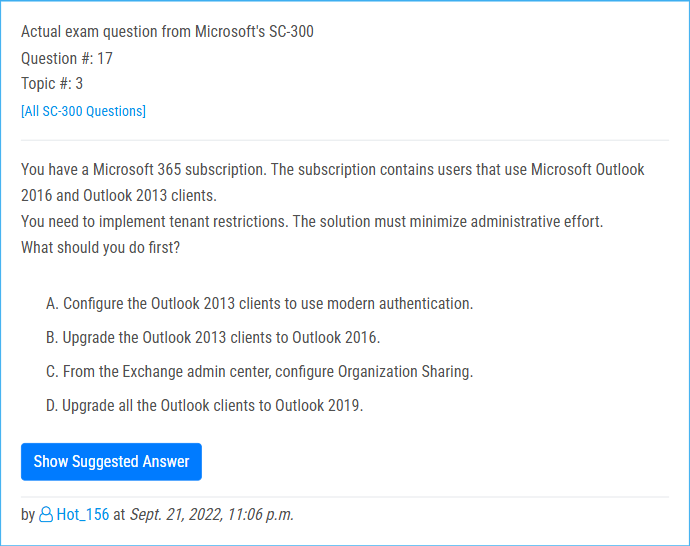 Actual exam question from Microsoft's SC-300
Question #: 17
Topic #: 3
[All SC-300 Questions]
You have a Microsoft 365 subscription. The subscription contains users that use Microsoft Outlook
2016 and Outlook 2013 clients.
You need to implement tenant restrictions. The solution must minimize administrative effort.
What should you do first?
A. Configure the Outlook 2013 clients to use modern authentication.
B. Upgrade the Outlook 2013 clients to Outlook 2016.
C. From the Exchange admin center, configure Organization Sharing.
D. Upgrade all the Outlook clients to Outlook 2019.
Show Suggested Answer
by Hot_156 at Sept. 21, 2022, 11:06 p.m.